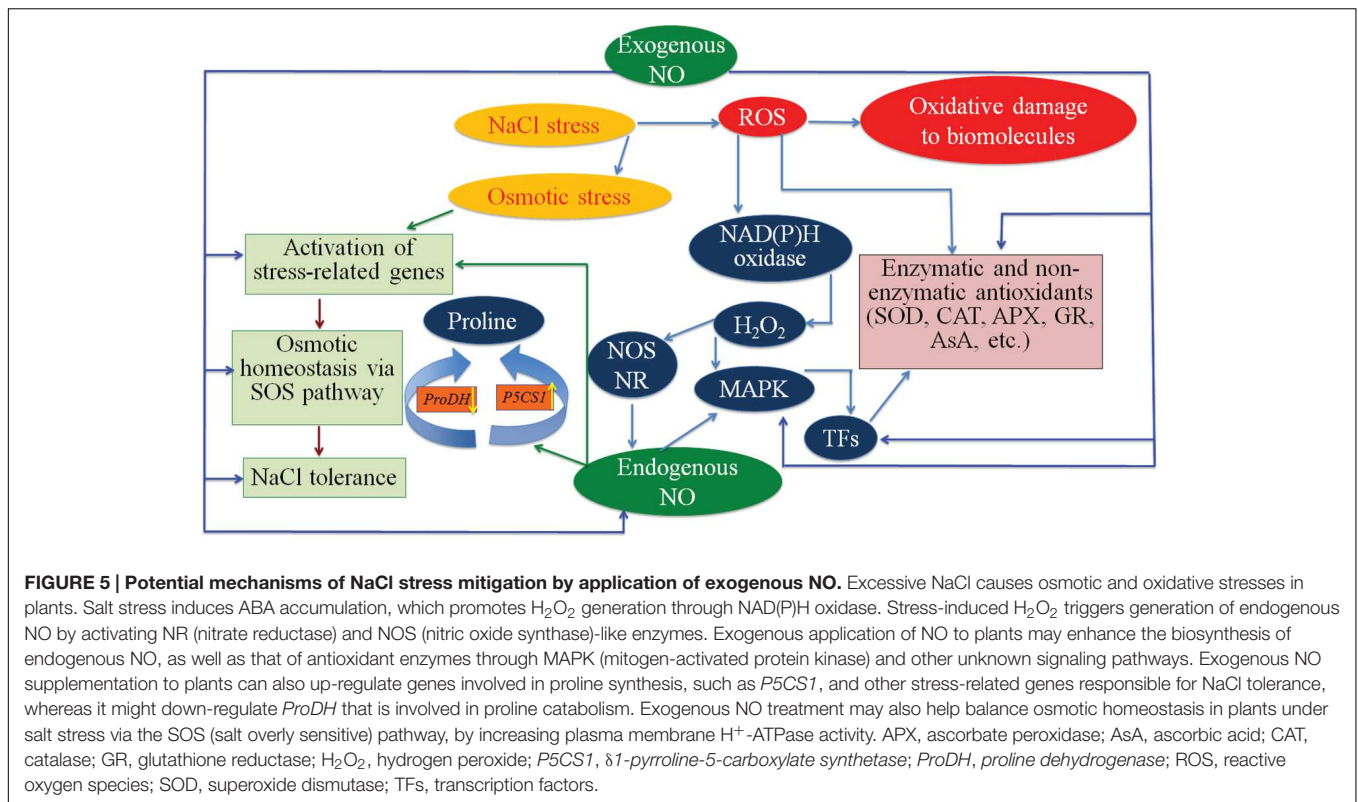 Exogenous
NO
NaCl stress
ROS
Oxidative damage
to biomolecules
Osmotic stress
NAD(P)H
oxidase
Activation of
stress-related genes
Enzymatic and non-
enzymatic antioxidants
(SOD, CAT, APX, GR,
AsA, etc.)
Proline
H₂O₂
Osmotic
homeostasis via
SOS pathway
NOS
NR
MAPK
ProDH
P5CS1
TFs
NaCl tolerance
Endogenous
NO
FIGURE 5 | Potential mechanisms of NaCl stress mitigation by application of exogenous NO. Excessive NaCl causes osmotic and oxidative stresses in
plants. Salt stress induces ABA accumulation, which promotes H₂O₂ generation through NAD(P)H oxidase. Stress-induced H₂O₂ triggers generation of endogenous
NO by activating NR (nitrate reductase) and NOS (nitric oxide synthase)-like enzymes. Exogenous application of NO to plants may enhance the biosynthesis of
endogenous NO, as well as that of antioxidant enzymes through MAPK (mitogen-activated protein kinase) and other unknown signaling pathways. Exogenous NO
supplementation to plants can also up-regulate genes involved in proline synthesis, such as P5CS1, and other stress-related genes responsible for NaCl tolerance,
whereas it might down-regulate ProDH that is involved in proline catabolism. Exogenous NO treatment may also help balance osmotic homeostasis in plants under
salt stress via the SOS (salt overly sensitive) pathway, by increasing plasma membrane H⁺-ATPase activity. APX, ascorbate peroxidase; AsA, ascorbic acid; CAT,
catalase; GR, glutathione reductase; H₂O₂, hydrogen peroxide; P5CS1, δ1-pyrroline-5-carboxylate synthetase; ProDH, proline dehydrogenase; ROS, reactive
oxygen species; SOD, superoxide dismutase; TFs, transcription factors.